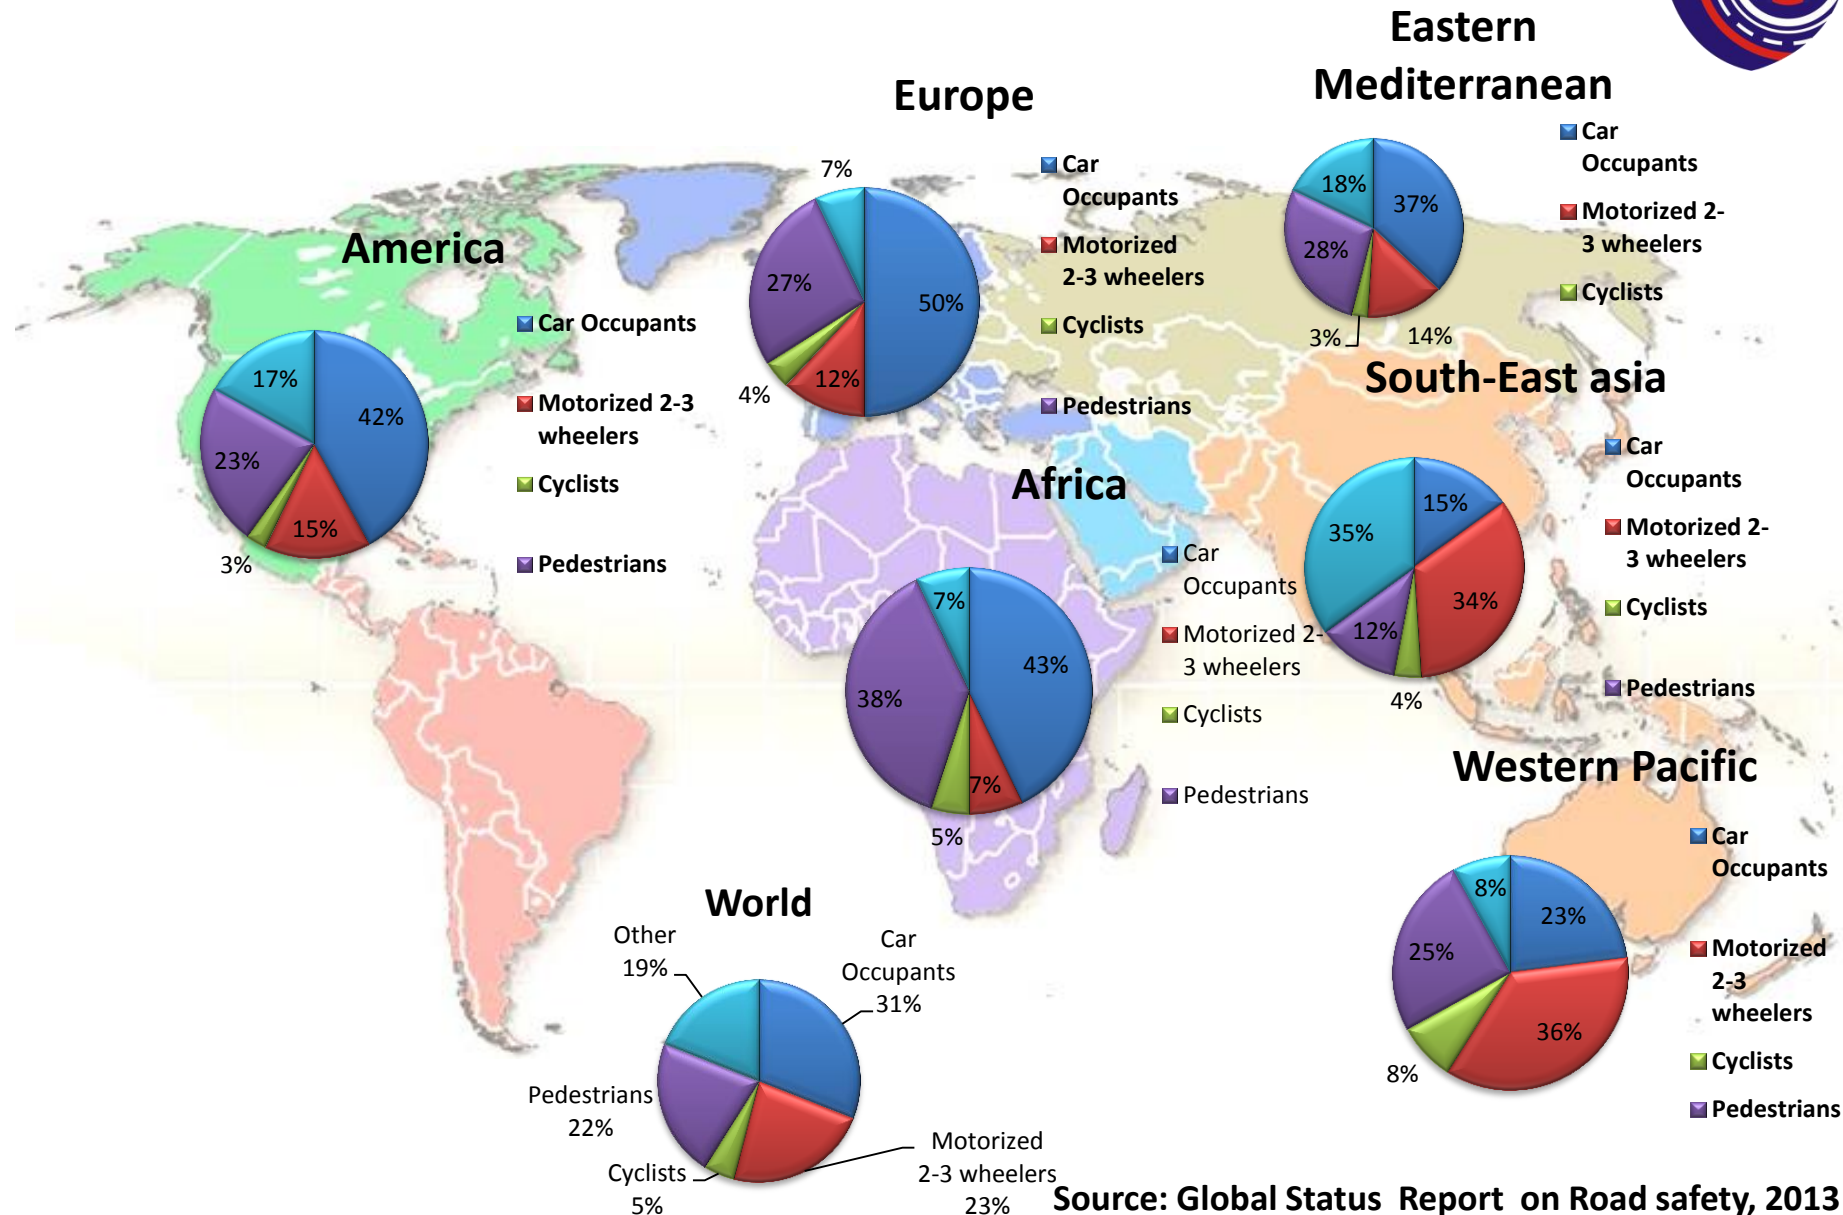 Eastern
Mediterranean
Car
Occupants
Motorized 2-
3 wheelers
Cyclists
18%
37%
28%
3%
14%
Europe
7%
Car
Occupants
Motorized
2-3 wheelers
Cyclists
Pedestrians
27%
50%
4%
12%
America
Car Occupants
Motorized 2-3
wheelers
Cyclists
Pedestrians
17%
42%
23%
15%
3%
South-East asia
Car
Occupants
Motorized 2-
3 wheelers
Cyclists
Pedestrians
15%
35%
34%
12%
4%
Africa
Car
Occupants
Motorized 2-
3 wheelers
Cyclists
Pedestrians
7%
43%
38%
7%
5%
Western Pacific
Car
Occupants
Motorized
2-3
wheelers
Cyclists
Pedestrians
8%
23%
25%
36%
8%
World
Other
19%
Car
Occupants
31%
Pedestrians
22%
Cyclists
5%
Motorized
2-3 wheelers
23%
Source: Global Status Report on Road safety, 2013